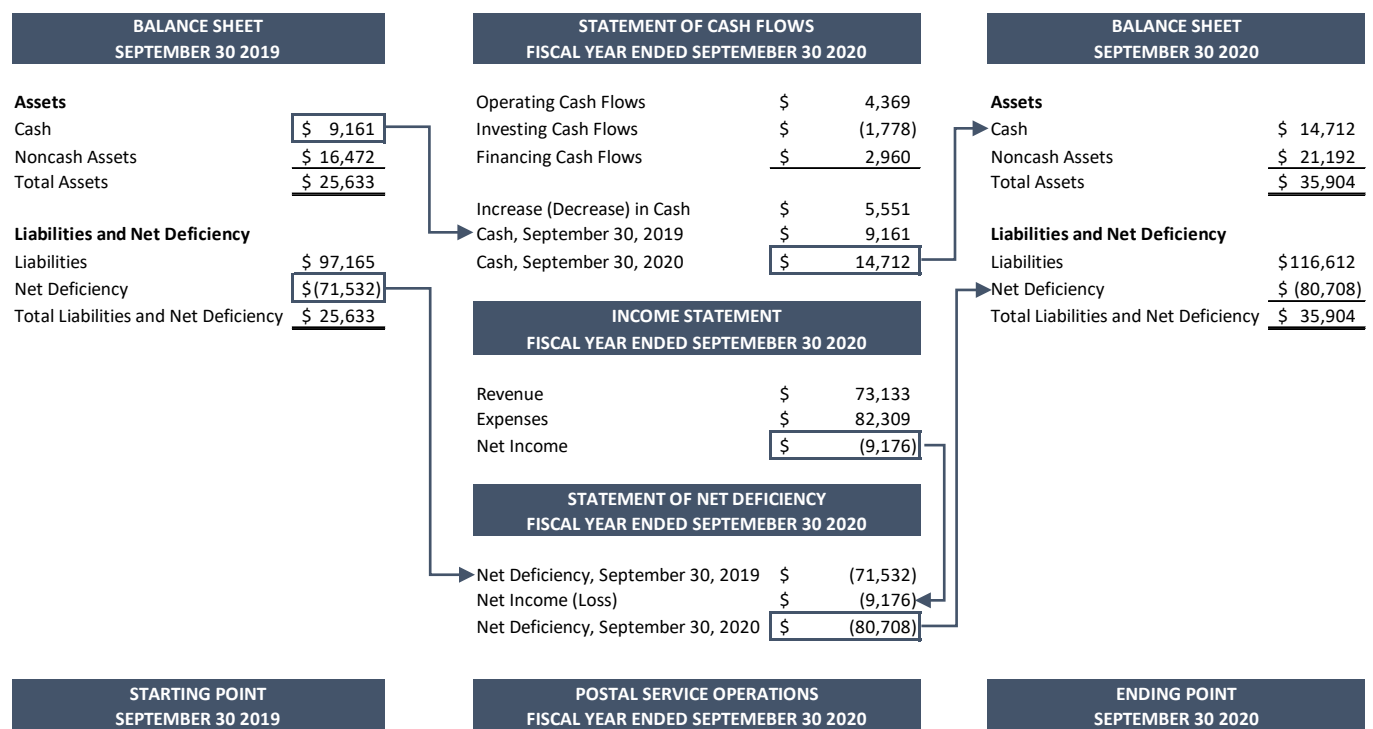 BALANCE SHEET
SEPTEMBER 30 2019
Assets
Cash $ 9,161
Noncash Assets $ 16,472
Total Assets $ 25,633
Liabilities and Net Deficiency
Liabilities $ 97,165
Net Deficiency $(71,532)
Total Liabilities and Net Deficiency $ 25,633
STATEMENT OF CASH FLOWS
FISCAL YEAR ENDED SEPTEMEBER 30 2020
Operating Cash Flows $ 4,369
Investing Cash Flows $ (1,778)
Financing Cash Flows $ 2,960
Increase (Decrease) in Cash $ 5,551
Cash, September 30, 2019 $ 9,161
Cash, September 30, 2020 $ 14,712
INCOME STATEMENT
FISCAL YEAR ENDED SEPTEMEBER 30 2020
Revenue $ 73,133
Expenses $ 82,309
Net Income $ (9,176)
STATEMENT OF NET DEFICIENCY
FISCAL YEAR ENDED SEPTEMEBER 30 2020
Net Deficiency, September 30, 2019 $ (71,532)
Net Income (Loss) $ (9,176)
Net Deficiency, September 30, 2020 $ (80,708)
BALANCE SHEET
SEPTEMBER 30 2020
Assets
Cash $ 14,712
Noncash Assets $ 21,192
Total Assets $ 35,904
Liabilities and Net Deficiency
Liabilities $116,612
Net Deficiency $ (80,708)
Total Liabilities and Net Deficiency $ 35,904
STARTING POINT
SEPTEMBER 30 2019
POSTAL SERVICE OPERATIONS
FISCAL YEAR ENDED SEPTEMEBER 30 2020
ENDING POINT
SEPTEMBER 30 2020